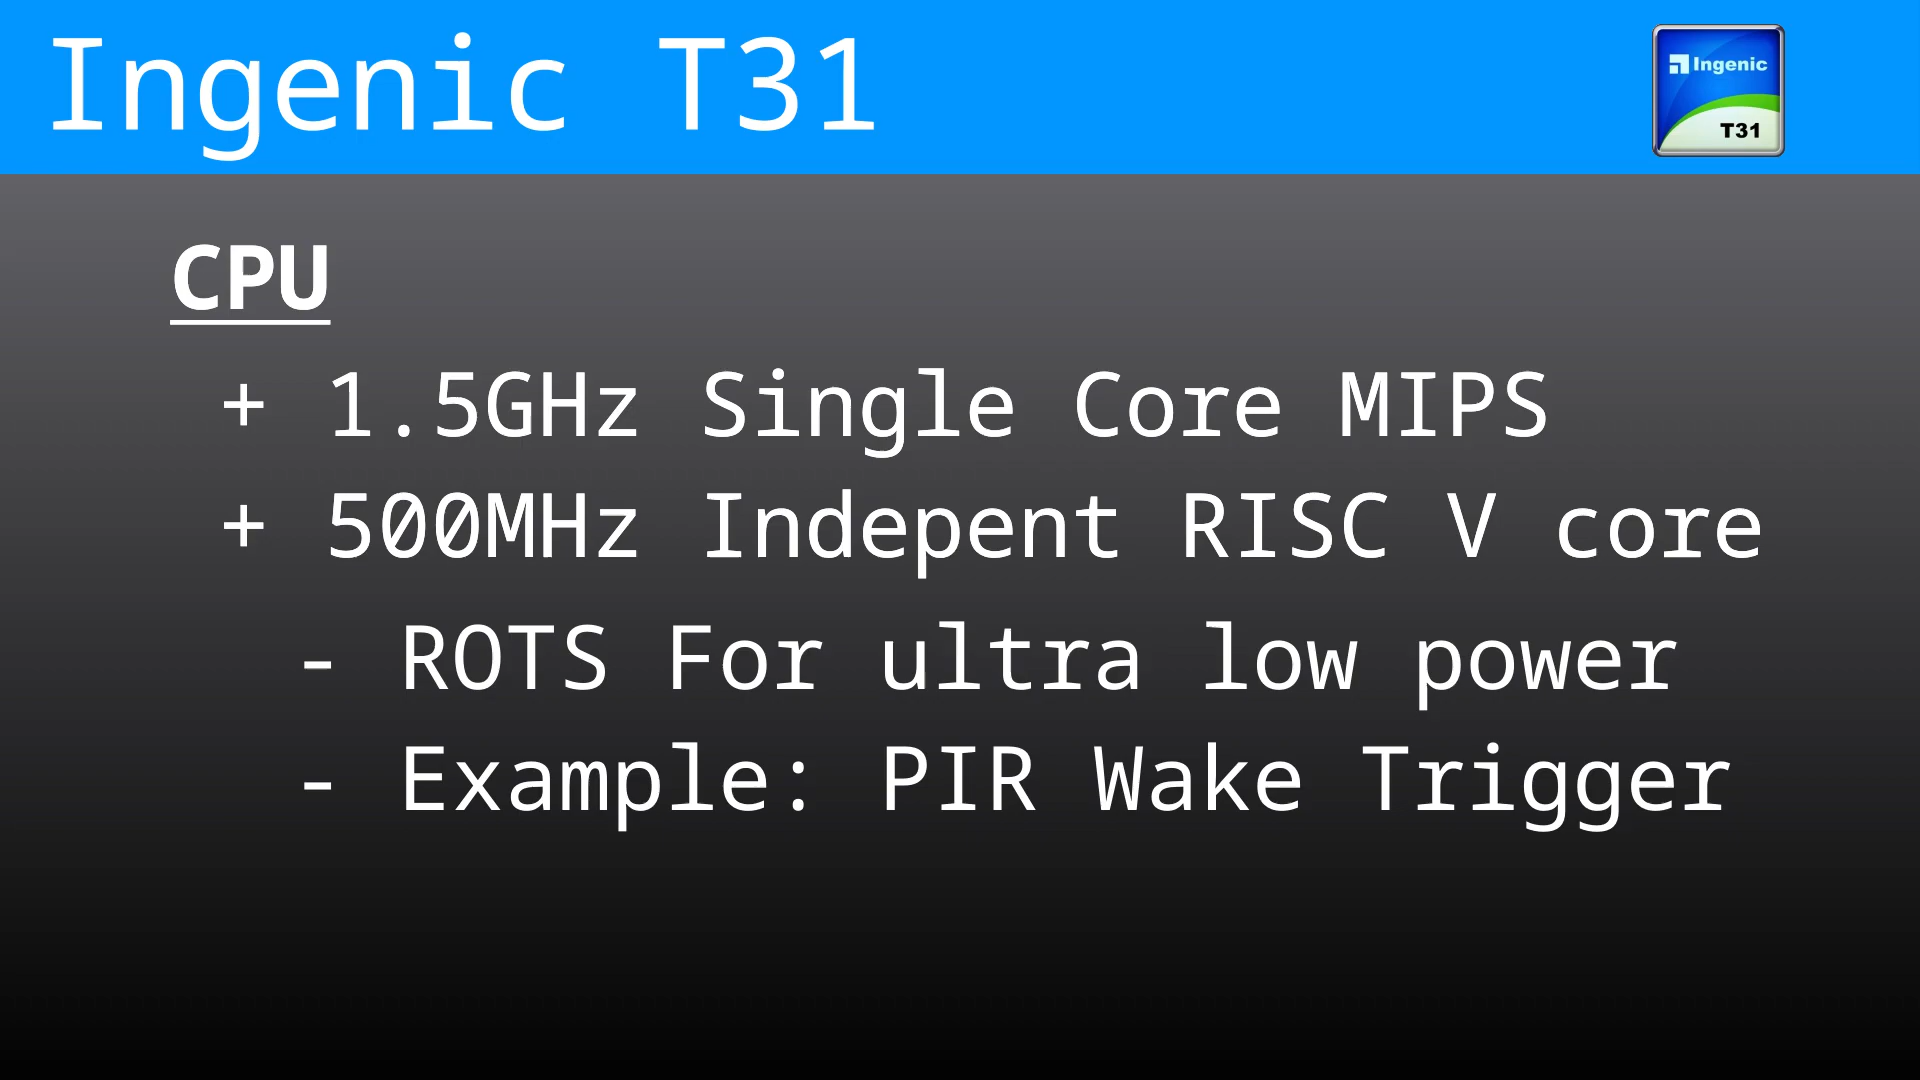 Ingenic T31
Ingenic
T31
CPU
+ 1.5GHz Single Core MIPS
+ 500MHz Indepent RISC V core
- ROTS For ultra low power
- Example: PIR Wake Trigger